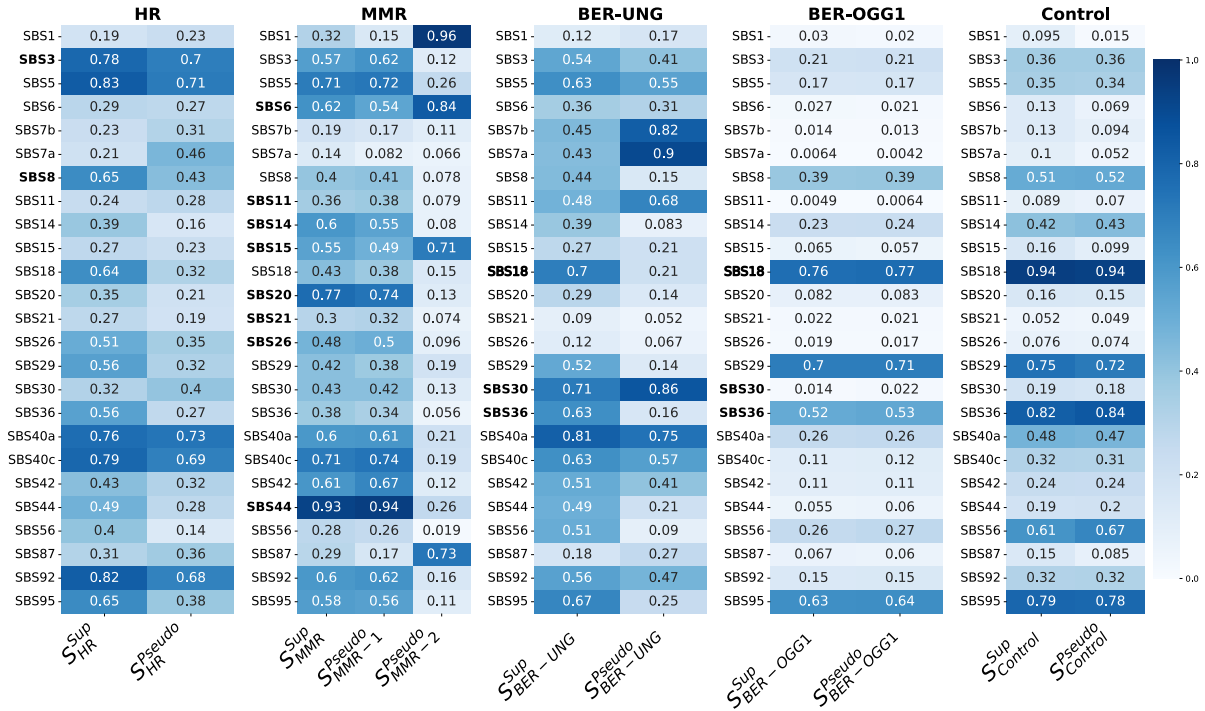 HR MMR BER-UNG BER-OGG1 Control
SBS1 0.19 0.23 SBS1 0.32 0.15 0.96 SBS1 0.12 0.17 SBS1 0.03 0.02 SBS1 0.095 0.015
SBS3 0.78 0.7 SBS3 0.57 0.62 0.12 SBS3 0.54 0.41 SBS3 0.21 0.21 SBS3 0.36 0.36
SBS5 0.83 0.71 SBS5 0.71 0.72 0.26 SBS5 0.63 0.55 SBS5 0.17 0.17 SBS5 0.35 0.34
SBS6 0.29 0.27 SBS6 0.62 0.54 0.84 SBS6 0.36 0.31 SBS6 0.027 0.021 SBS6 0.13 0.069
SBS7b 0.23 0.31 SBS7b 0.19 0.17 0.11 SBS7b 0.45 0.82 SBS7b 0.014 0.013 SBS7b 0.13 0.094
SBS7a 0.21 0.46 SBS7a 0.14 0.082 0.066 SBS7a 0.43 0.9 SBS7a 0.0064 0.0042 SBS7a 0.1 0.052
SBS8 0.65 0.43 SBS8 0.4 0.41 0.078 SBS8 0.44 0.15 SBS8 0.39 0.39 SBS8 0.51 0.52
SBS11 0.24 0.28 SBS11 0.36 0.38 0.079 SBS11 0.48 0.68 SBS11 0.0049 0.0064 SBS11 0.089 0.07
SBS14 0.39 0.16 SBS14 0.6 0.55 0.08 SBS14 0.39 0.083 SBS14 0.23 0.24 SBS14 0.42 0.43
SBS15 0.27 0.23 SBS15 0.55 0.49 0.71 SBS15 0.27 0.21 SBS15 0.065 0.057 SBS15 0.16 0.099
SBS18 0.64 0.32 SBS18 0.43 0.38 0.15 SBS18 0.7 0.21 SBS18 0.76 0.77 SBS18 0.94 0.94
SBS20 0.35 0.21 SBS20 0.77 0.74 0.13 SBS20 0.29 0.14 SBS20 0.082 0.083 SBS20 0.16 0.15
SBS21 0.27 0.19 SBS21 0.3 0.32 0.074 SBS21 0.09 0.052 SBS21 0.022 0.021 SBS21 0.052 0.049
SBS26 0.51 0.35 SBS26 0.48 0.5 0.096 SBS26 0.12 0.067 SBS26 0.019 0.017 SBS26 0.076 0.074
SBS29 0.56 0.32 SBS29 0.42 0.38 0.19 SBS29 0.52 0.14 SBS29 0.7 0.71 SBS29 0.75 0.72
SBS30 0.32 0.4 SBS30 0.43 0.42 0.13 SBS30 0.71 0.86 SBS30 0.014 0.022 SBS30 0.19 0.18
SBS36 0.56 0.27 SBS36 0.38 0.34 0.056 SBS36 0.63 0.16 SBS36 0.52 0.53 SBS36 0.82 0.84
SBS40a 0.76 0.73 SBS40a 0.6 0.61 0.21 SBS40a 0.81 0.75 SBS40a 0.26 0.26 SBS40a 0.48 0.47
SBS40c 0.79 0.69 SBS40c 0.71 0.74 0.19 SBS40c 0.63 0.57 SBS40c 0.11 0.12 SBS40c 0.32 0.31
SBS42 0.43 0.32 SBS42 0.61 0.67 0.12 SBS42 0.51 0.41 SBS42 0.11 0.11 SBS42 0.24 0.24
SBS44 0.49 0.28 SBS44 0.93 0.94 0.26 SBS44 0.49 0.21 SBS44 0.055 0.06 SBS44 0.19 0.2
SBS56 0.4 0.14 SBS56 0.28 0.26 0.019 SBS56 0.51 0.09 SBS56 0.26 0.27 SBS56 0.61 0.67
SBS87 0.31 0.36 SBS87 0.29 0.17 0.73 SBS87 0.18 0.27 SBS87 0.067 0.06 SBS87 0.15 0.085
SBS92 0.82 0.68 SBS92 0.6 0.62 0.16 SBS92 0.56 0.47 SBS92 0.15 0.15 SBS92 0.32 0.32
SBS95 0.65 0.38 SBS95 0.58 0.56 0.11 SBS95 0.67 0.25 SBS95 0.63 0.64 SBS95 0.79 0.78
S^{Sup}_{HR} S^{Pseudo}_{HR} S^{Sup}_{MMR} S^{Pseudo}_{MMR-1} S^{Pseudo}_{MMR-2} S^{Sup}_{BER-UNG} S^{Pseudo}_{BER-UNG} S^{Sup}_{BER-OGG1} S^{Pseudo}_{BER-OGG1} S^{Sup}_{Control} S^{Pseudo}_{Control}
1.0
0.8
0.6
0.4
0.2
0.0